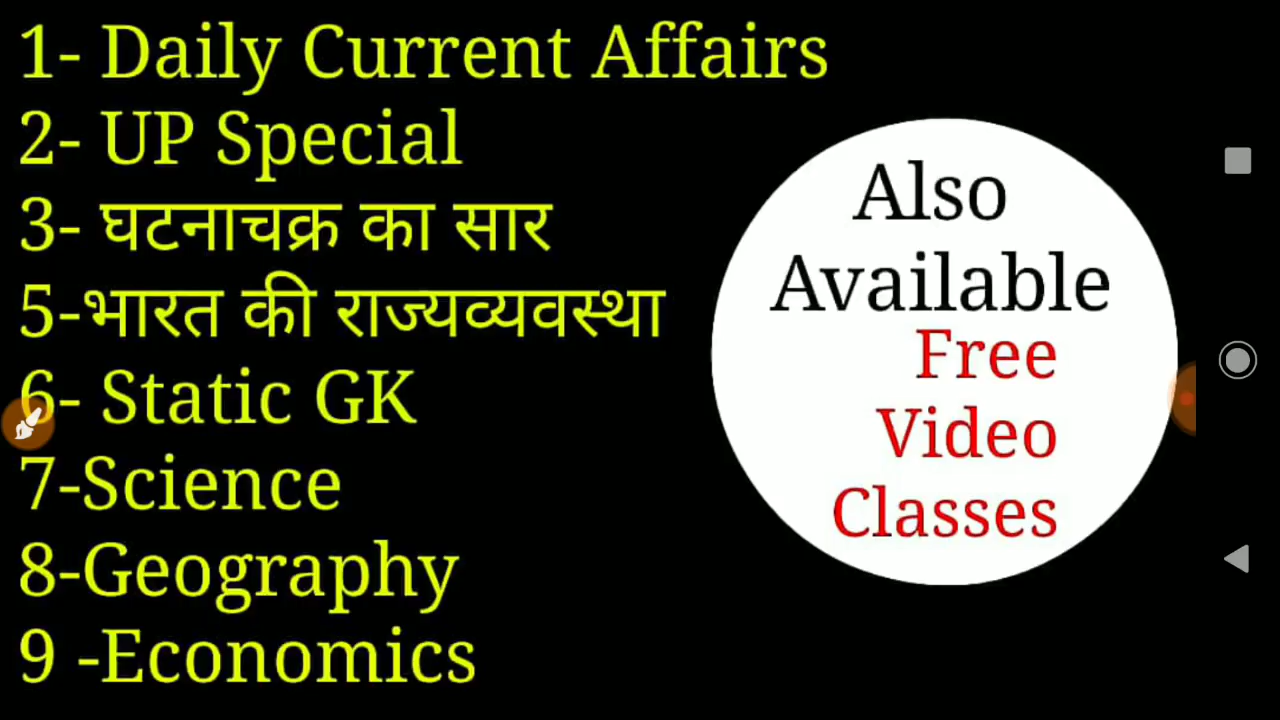 1- Daily Current Affairs
2- UP Special
3- घटनाचक्र का सार
5-भारत की राज्यव्यवस्था
6- Static GK
7-Science
8-Geography
9 -Economics
Also
Available
Free
Video
Classes